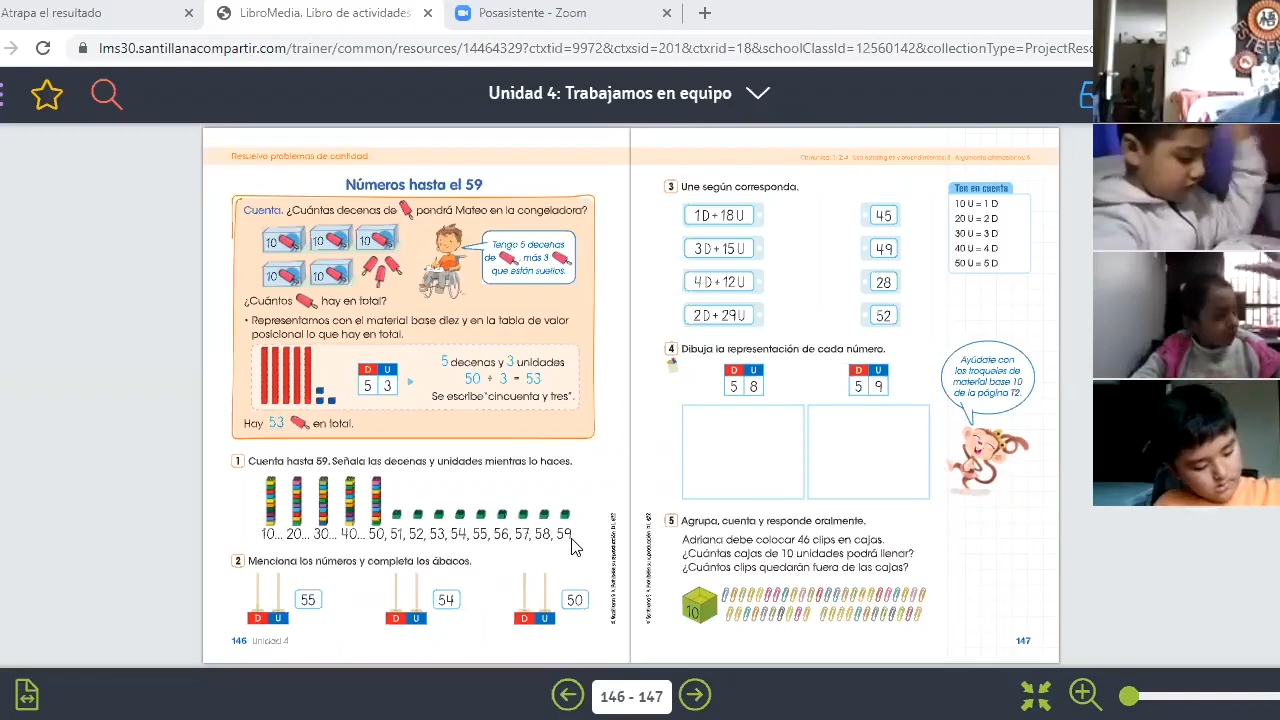 Atrapa el resultado
LibroMedia. Libro de actividades
Posasistente - Zoom
lms30.santillanacompartir.com/trainer/common/resources/14464329?ctxtid=9972&ctxsid=201&ctxrid=18&schoolClassId=12560142&collectionType=ProjectReso
Unidad 4: Trabajamos en equipo
Resuelve problemas de cantidad
Números hasta el 59
Cuenta. ¿Cuántas decenas de pondrá Mateo en la congeladora?
10 10 10
10 10
Tengo 5 decenas
de , más 3
que están sueltos.
¿Cuántos hay en total?
• Representamos con el material base diez y en la tabla de valor
posicional lo que hay en total.
D U
5 3
5 decenas y 3 unidades
50 + 3 = 53
Se escribe "cincuenta y tres".
Hay 53 en total.
1 Cuenta hasta 59. Señala las decenas y unidades mientras lo haces.
10... 20... 30... 40... 50, 51, 52, 53, 54, 55, 56, 57, 58, 59
2 Menciona los números y completa los ábacos.
D U 55
D U 54
D U 50
146 Unidad 4
3 Une según corresponda.
1D + 18U 45
3D + 15U 49
4D + 12U 28
2D + 29U 52
Ten en cuenta
10 U = 1 D
20 U = 2 D
30 U = 3 D
40 U = 4 D
50 U = 5 D
4 Dibuja la representación de cada número.
D U
5 8
D U
5 9
Ayúdate con
los troqueles de
material base 10
de la página T2.
5 Agrupa, cuenta y responde oralmente.
Adriana debe colocar 46 clips en cajas.
¿Cuántas cajas de 10 unidades podrá llenar?
¿Cuántos clips quedarán fuera de las cajas?
10
147
146 - 147